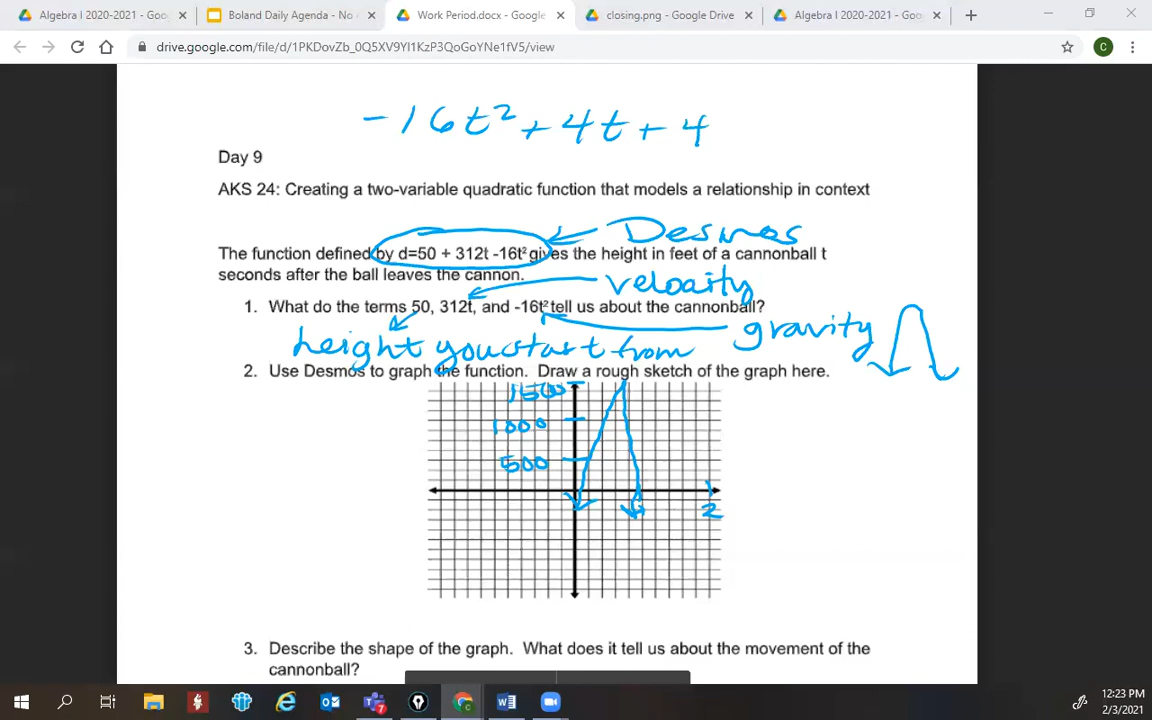 Algebra I 2020-2021 - Goo
Boland Daily Agenda - No
Work Period.docx - Google
closing.png - Google Drive
Algebra I 2020-2021 - Goo
drive.google.com/file/d/1PKDovZb_0Q5XV9YI1KzP3QoGoYNe1fV5/view
C
-16t²+4t+4
Day 9
AKS 24: Creating a two-variable quadratic function that models a relationship in context
Desmos
The function defined by d=50 + 312t -16t² gives the height in feet of a cannonball t
seconds after the ball leaves the cannon.
velocity
1. What do the terms 50, 312t, and -16t² tell us about the cannonball?
gravity
height you start from
2. Use Desmos to graph the function. Draw a rough sketch of the graph here.
1500
1000
500
2
3. Describe the shape of the graph. What does it tell us about the movement of the
cannonball?
7
12:23 PM
2/3/2021